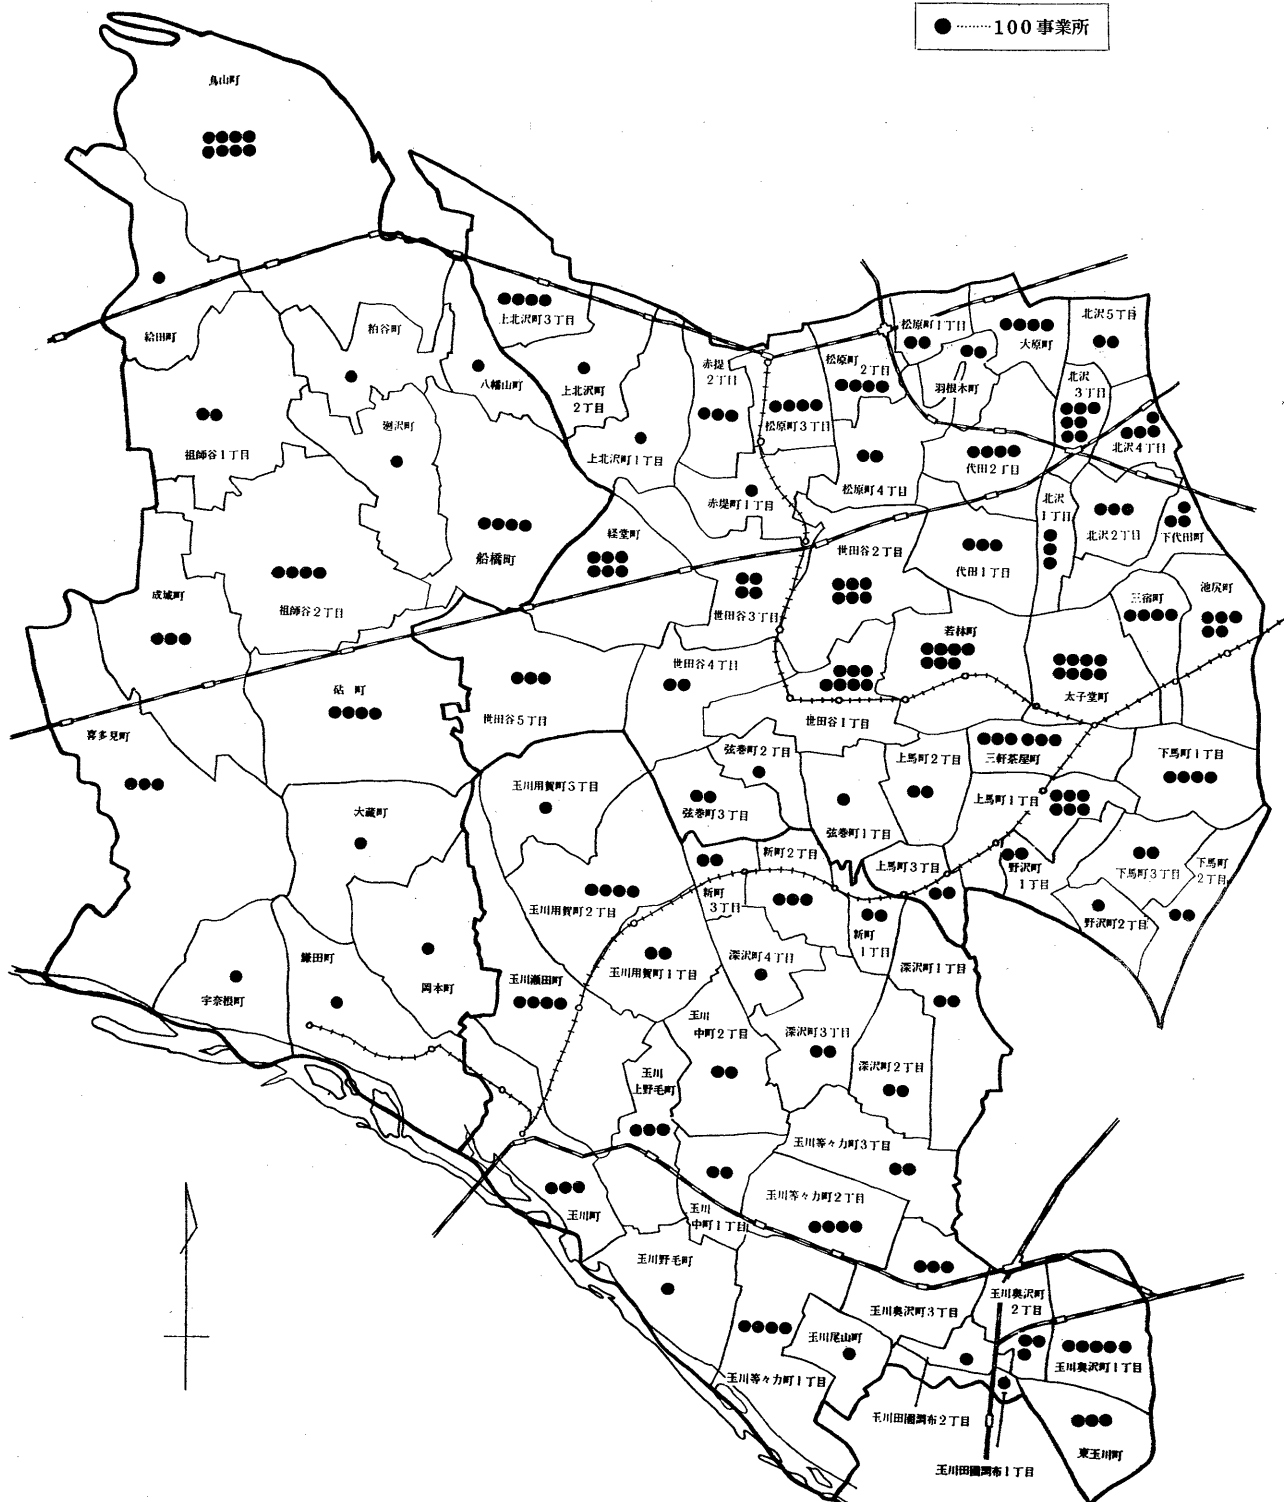 ●………100事業所
烏山町
給田町
粕谷町
廻沢町
八幡山町
上北沢町3丁目
上北沢町
2丁目
上北沢町1丁目
赤堤
2丁目
赤堤町1丁目
松原町3丁目
松原町
2丁目
松原町1丁目
松原町4丁目
羽根木町
大原町
北沢5丁目
北沢
3丁目
北沢4丁目
代田2丁目
北沢
1丁目
北沢2丁目
下代田町
代田1丁目
祖師谷1丁目
祖師谷2丁目
船橋町
経堂町
世田谷3丁目
世田谷2丁目
三宿町
池尻町
若林町
太子堂町
成城町
砧町
喜多見町
世田谷5丁目
世田谷4丁目
世田谷1丁目
弦巻町2丁目
弦巻町3丁目
弦巻町1丁目
上馬町2丁目
三軒茶屋町
下馬町1丁目
上馬町1丁目
上馬町3丁目
野沢町
1丁目
下馬町3丁目
下馬町
2丁目
野沢町2丁目
大蔵町
玉川用賀町3丁目
玉川用賀町2丁目
玉川用賀町1丁目
新町2丁目
新町
3丁目
新町
1丁目
深沢町4丁目
深沢町1丁目
深沢町3丁目
深沢町2丁目
宇奈根町
鎌田町
岡本町
玉川瀬田町
玉川
中町2丁目
玉川
上野毛町
玉川等々力町3丁目
玉川等々力町2丁目
玉川町
玉川
中町1丁目
玉川野毛町
玉川奥沢町3丁目
玉川奥沢町
2丁目
玉川尾山町
玉川奥沢町1丁目
玉川等々力町1丁目
玉川田園調布2丁目
玉川田園調布1丁目
東玉川町